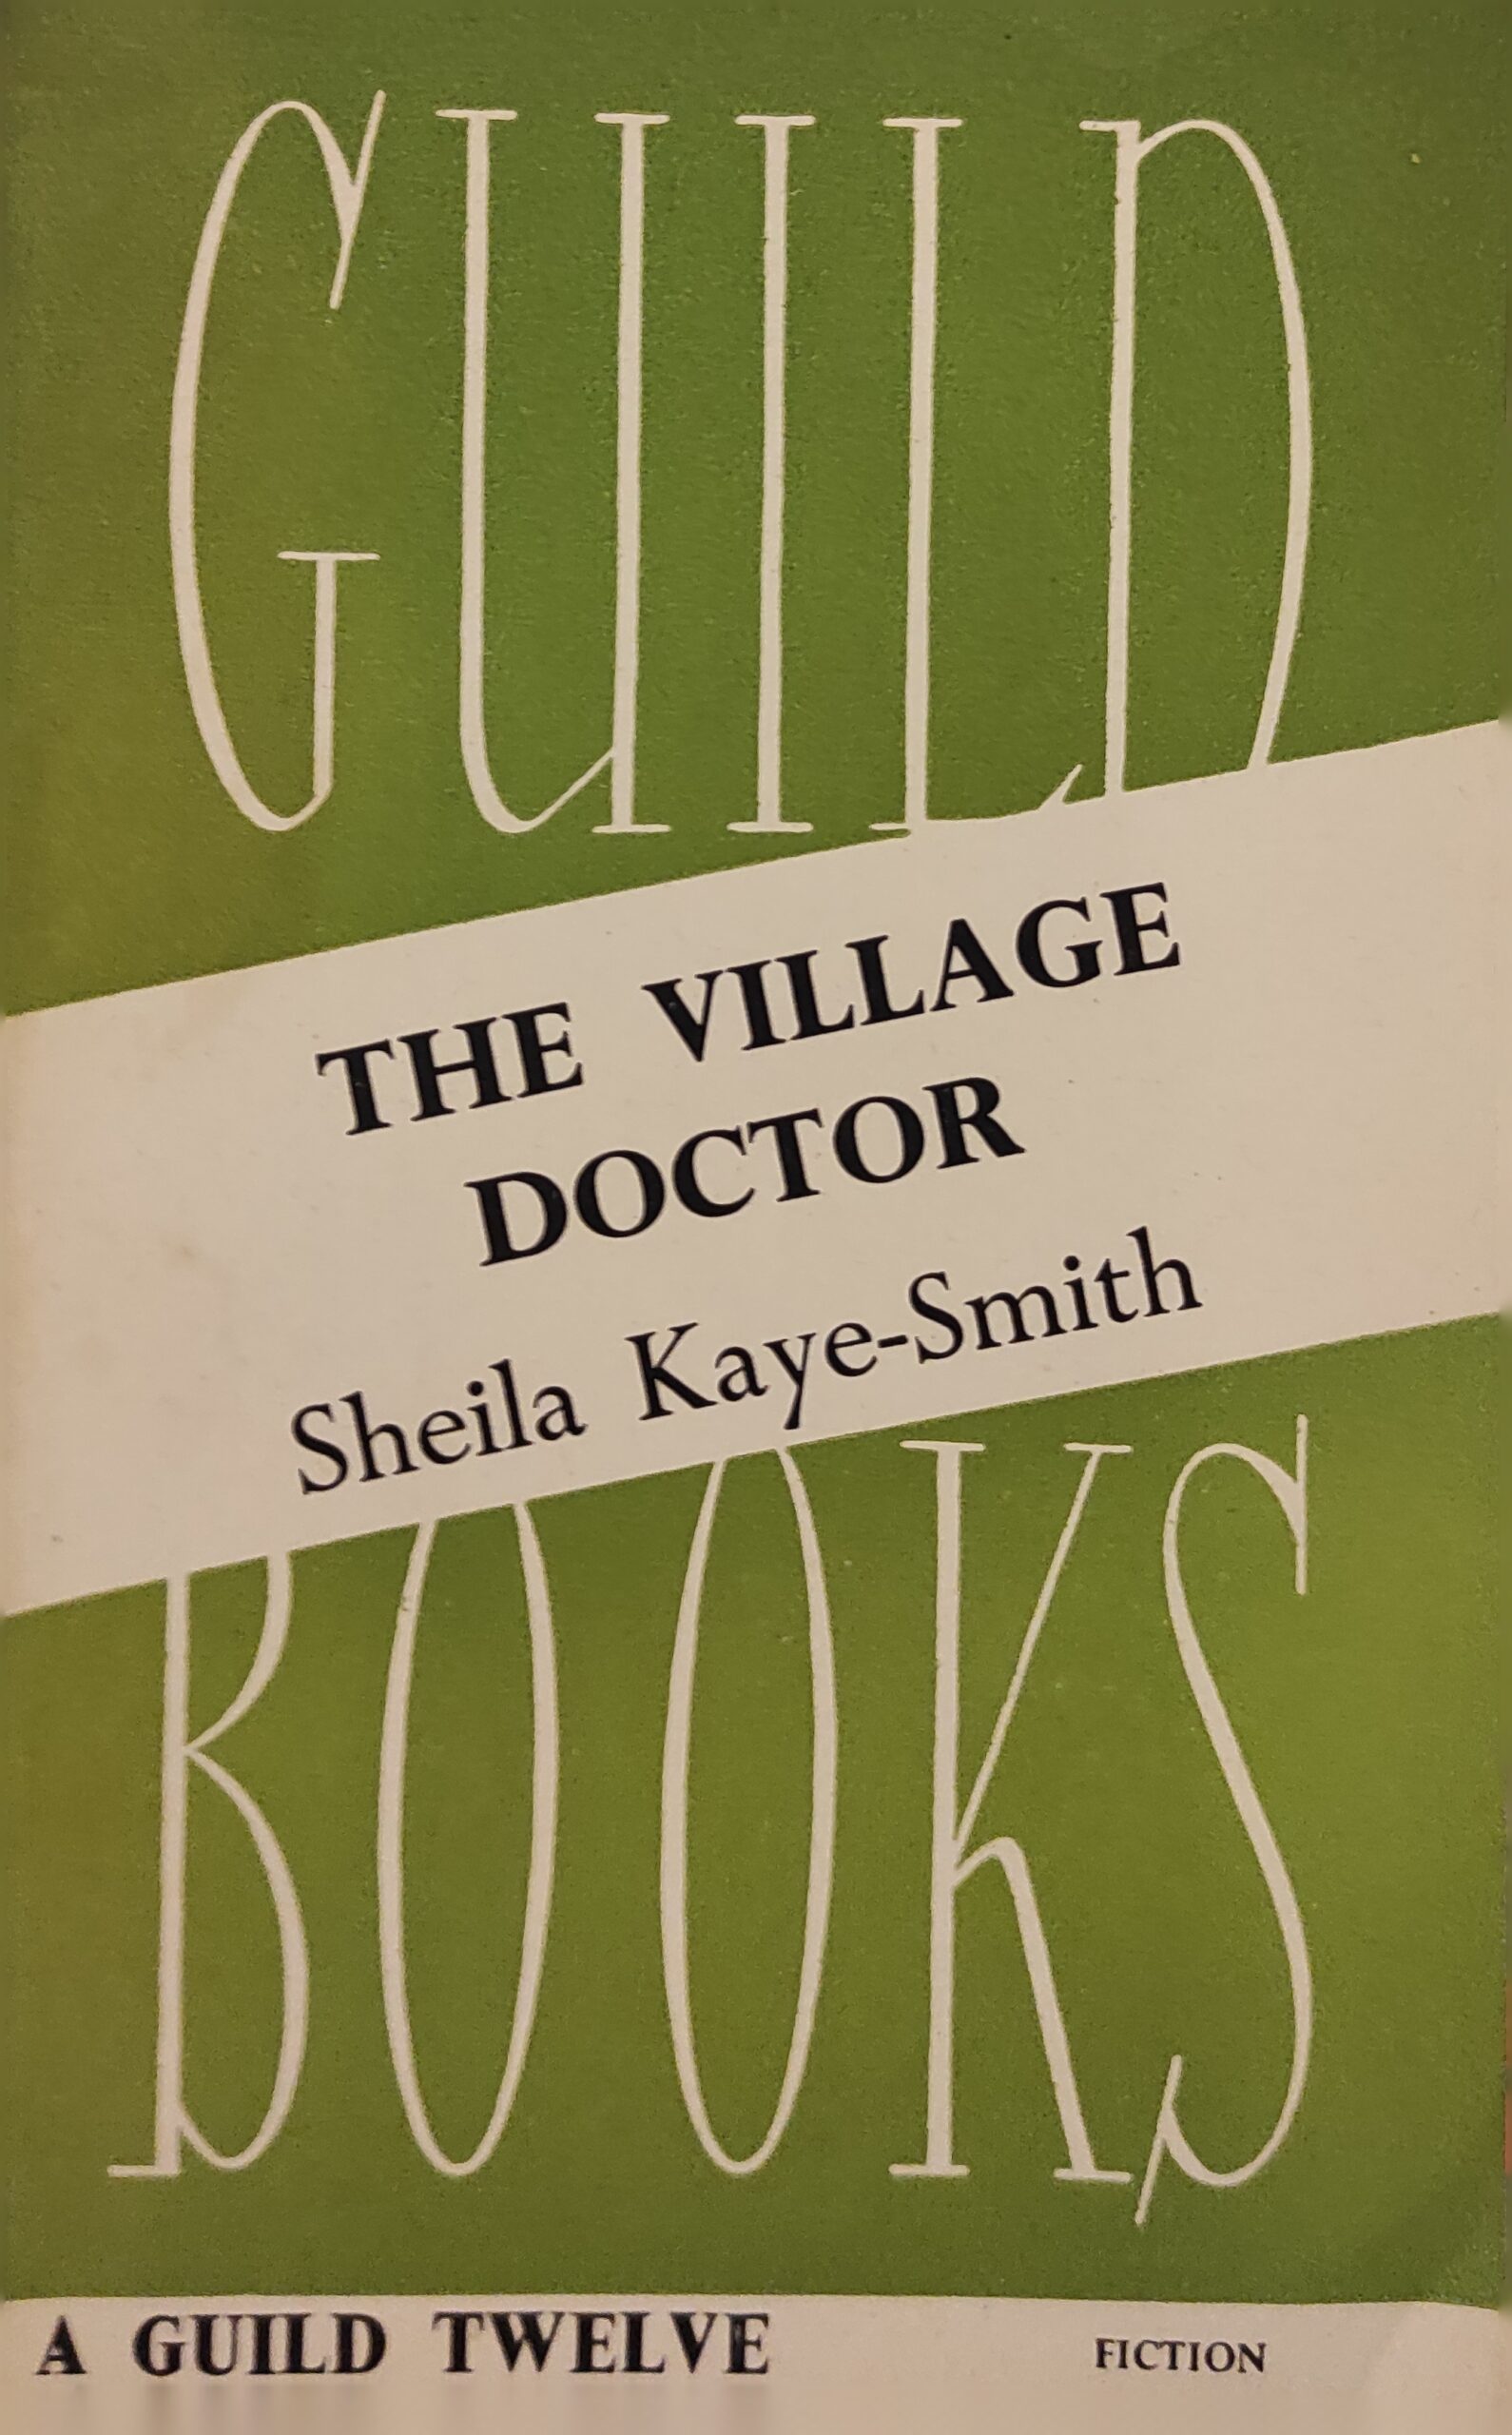 GUILD
THE VILLAGE
DOCTOR
Sheila Kaye-Smith
BOOKS
A GUILD TWELVE
FICTION